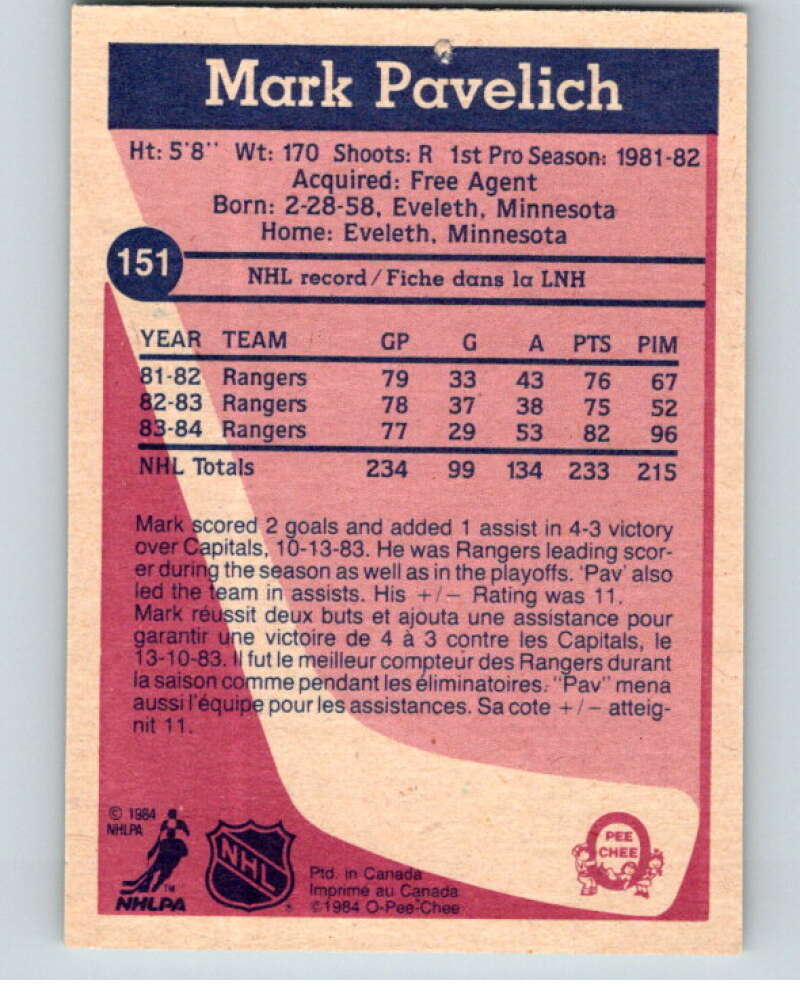 Mark Pavelich
Ht: 5'8" Wt: 170 Shoots: R 1st Pro Season: 1981-82
Acquired: Free Agent
Born: 2-28-58, Eveleth, Minnesota
Home: Eveleth, Minnesota
151
NHL record / Fiche dans la LNH
YEAR TEAM GP G A PTS PIM
81-82 Rangers 79 33 43 76 67
82-83 Rangers 78 37 38 75 52
83-84 Rangers 77 29 53 82 96
NHL Totals 234 99 134 233 215
Mark scored 2 goals and added 1 assist in 4-3 victory
over Capitals, 10-13-83. He was Rangers leading scor-
er during the season as well as in the playoffs. 'Pav' also
led the team in assists. His +/− Rating was 11.
Mark réussit deux buts et ajouta une assistance pour
garantir une victoire de 4 à 3 contre les Capitals, le
13-10-83. Il fut le meilleur compteur des Rangers durant
la saison comme pendant les éliminatoires. "Pav" mena
aussi l'équipe pour les assistances. Sa cote +/− atteig-
nit 11.
© 1984
NHLPA
TM
NHLPA
NHL
Ptd. in Canada
Imprimé au Canada
©1984 O-Pee-Chee
PEE
CHEE